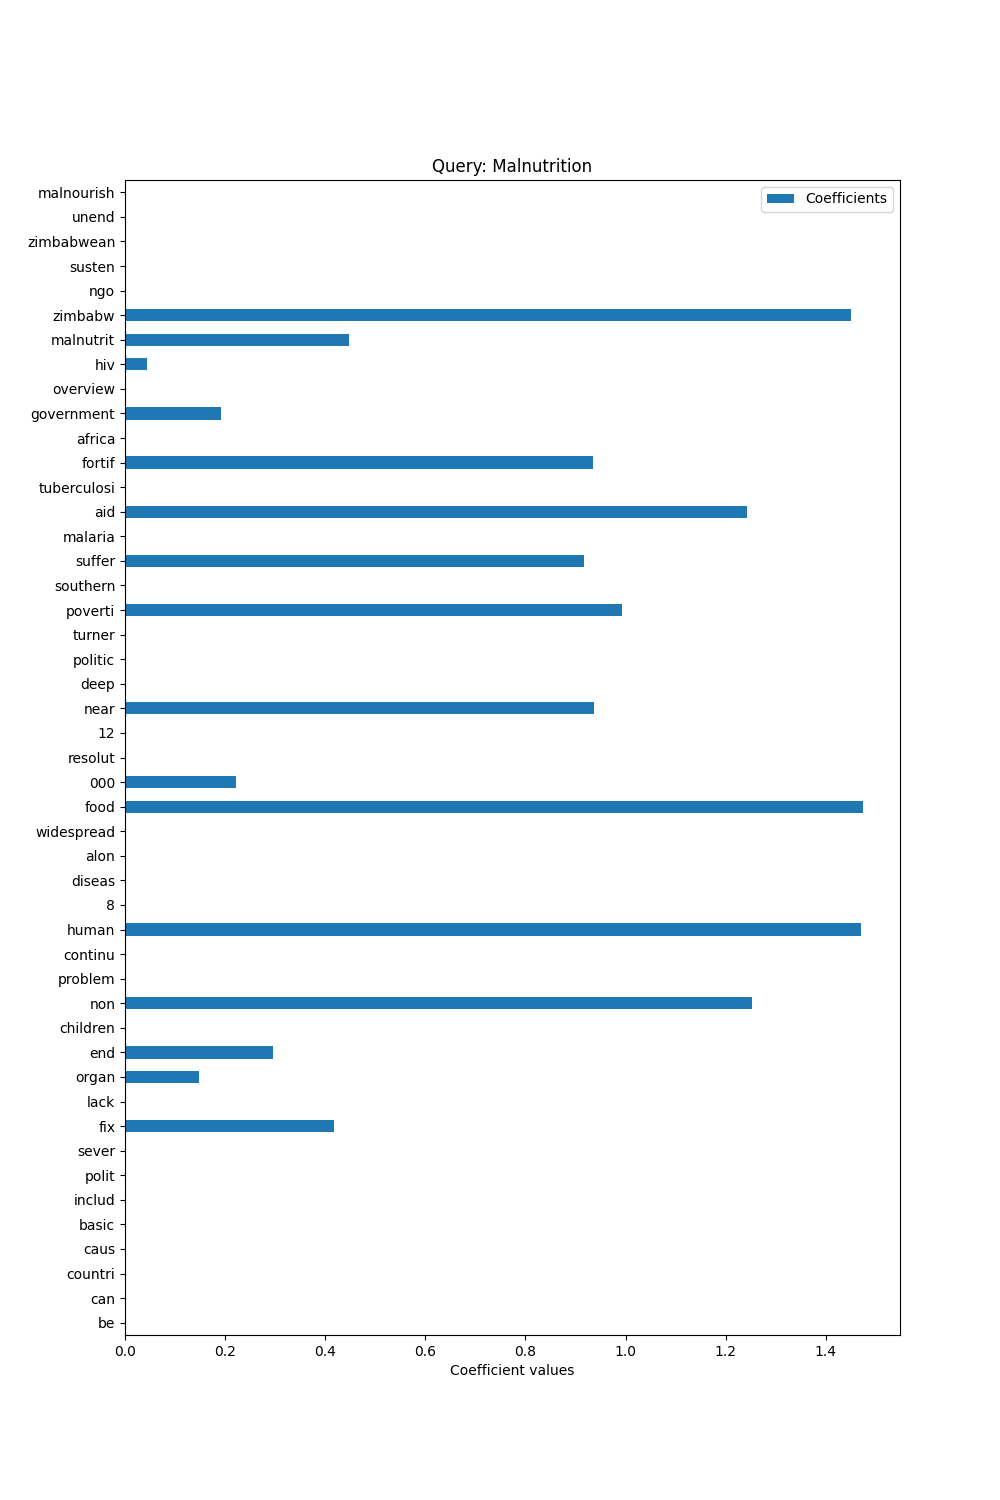 Query: Malnutrition
Coefficients
malnourish
unend
zimbabwean
susten
ngo
zimbabw
malnutrit
hiv
overview
government
africa
fortif
tuberculosi
aid
malaria
suffer
southern
poverti
turner
politic
deep
near
12
resolut
000
food
widespread
alon
diseas
8
human
continu
problem
non
children
end
organ
lack
fix
sever
polit
includ
basic
caus
countri
can
be
0.0 0.2 0.4 0.6 0.8 1.0 1.2 1.4
Coefficient values